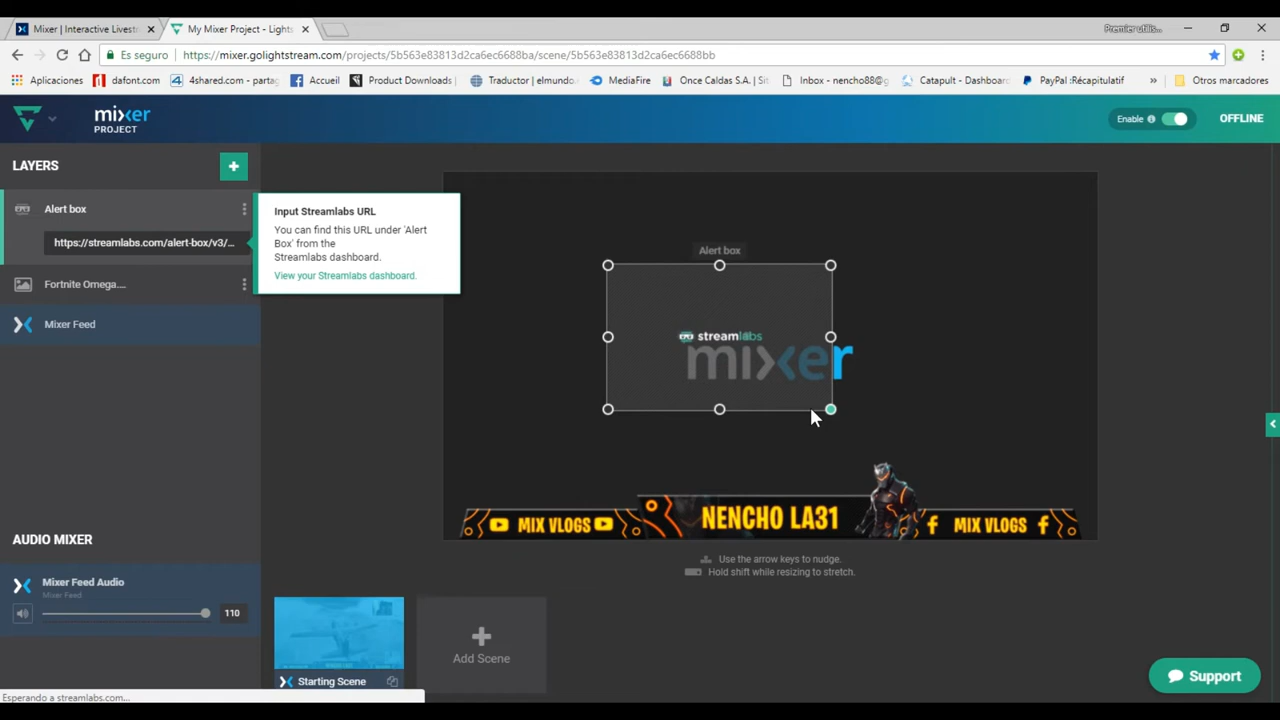 Mixer | Interactive Livestr
My Mixer Project - Lights
Premier utilis...
Es seguro
https://mixer.golightstream.com/projects/5b563e83813d2ca6ec6688ba/scene/5b563e83813d2ca6ec6688bb
Aplicaciones
dafont.com
4shared.com - partag
Accueil
Product Downloads |
Traductor | elmundo.
MediaFire
Once Caldas S.A. | Sit
Inbox - nencho88@g
Catapult - Dashboar
PayPal :Récapitulatif
»
Otros marcadores
mixer
PROJECT
Enable
OFFLINE
LAYERS
+
Alert box
https://streamlabs.com/alert-box/v3/...
Fortnite Omega....
Mixer Feed
Input Streamlabs URL
You can find this URL under 'Alert
Box' from the
Streamlabs dashboard.
View your Streamlabs dashboard.
Alert box
streamlabs
mixer
MIX VLOGS
NENCHO LA31
MIX VLOGS
Use the arrow keys to nudge.
Hold shift while resizing to stretch.
AUDIO MIXER
Mixer Feed Audio
Mixer Feed
110
Starting Scene
Add Scene
Support
Esperando a streamlabs.com...